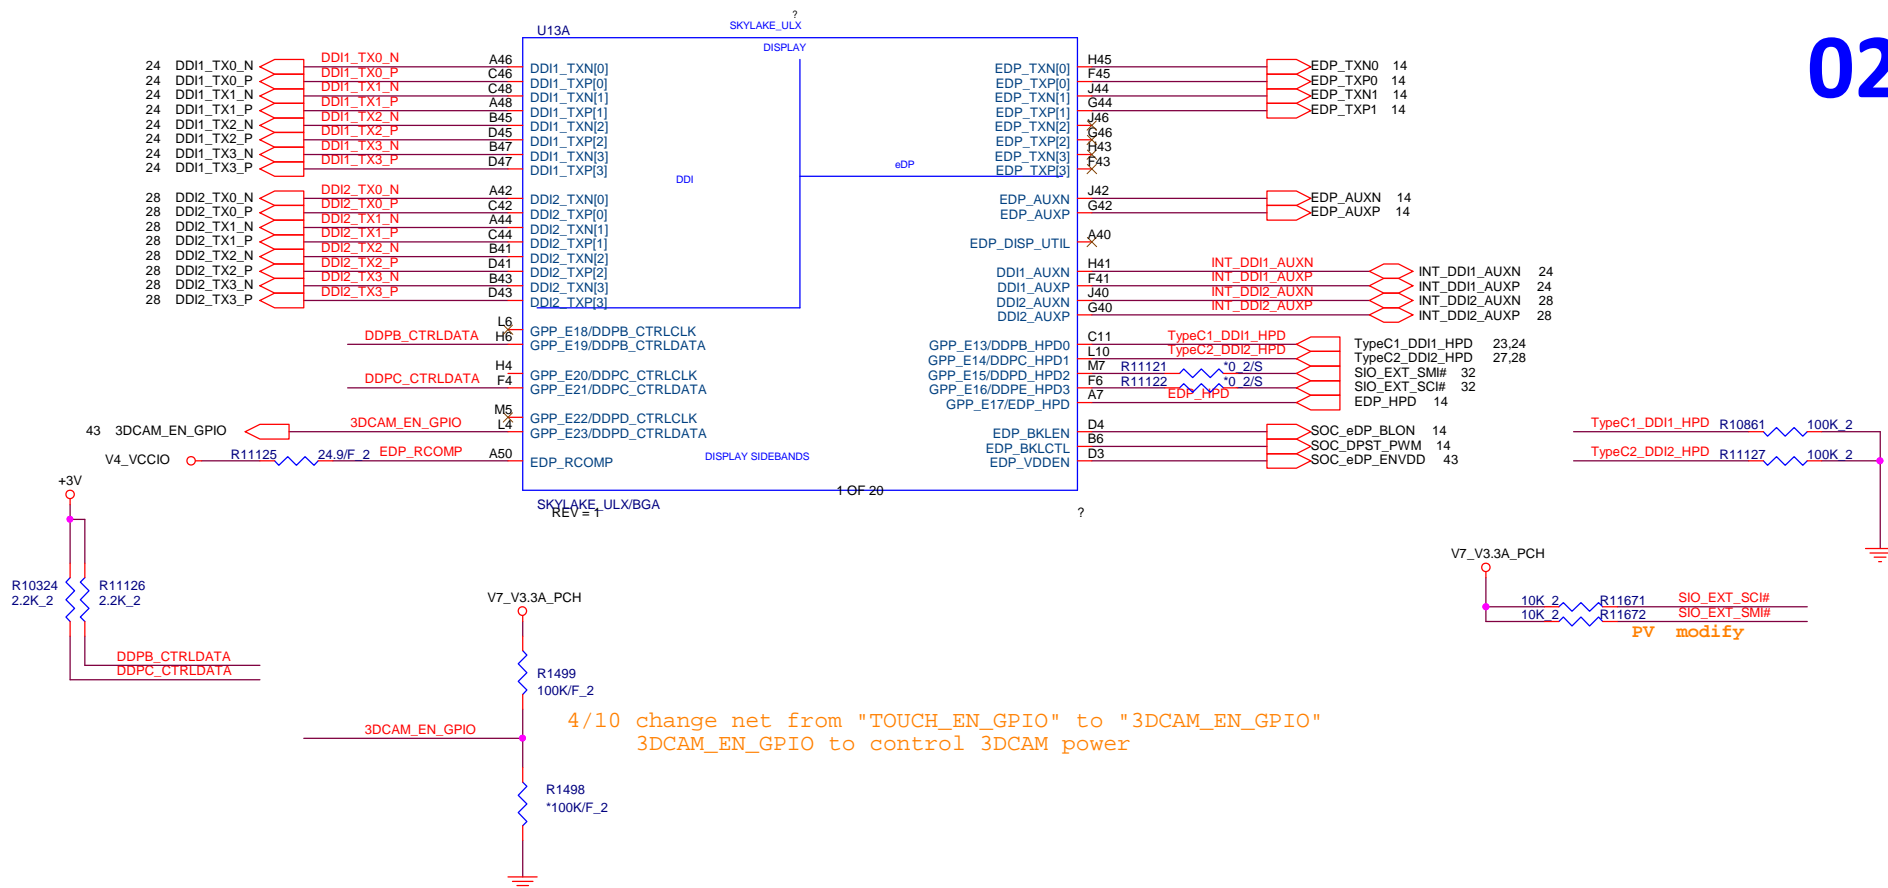 ?
SKYLAKE_ULX
U13A
DISPLAY
02
24 DDI1_TX0_N DDI1_TX0_N A46 DDI1_TXN[0]
24 DDI1_TX0_P DDI1_TX0_P C46 DDI1_TXP[0]
24 DDI1_TX1_N DDI1_TX1_N C48 DDI1_TXN[1]
24 DDI1_TX1_P DDI1_TX1_P A48 DDI1_TXP[1]
24 DDI1_TX2_N DDI1_TX2_N B45 DDI1_TXN[2]
24 DDI1_TX2_P DDI1_TX2_P D45 DDI1_TXP[2]
24 DDI1_TX3_N DDI1_TX3_N B47 DDI1_TXN[3]
24 DDI1_TX3_P DDI1_TX3_P D47 DDI1_TXP[3]
DDI
eDP
28 DDI2_TX0_N DDI2_TX0_N A42 DDI2_TXN[0]
28 DDI2_TX0_P DDI2_TX0_P C42 DDI2_TXP[0]
28 DDI2_TX1_N DDI2_TX1_N A44 DDI2_TXN[1]
28 DDI2_TX1_P DDI2_TX1_P C44 DDI2_TXP[1]
28 DDI2_TX2_N DDI2_TX2_N B41 DDI2_TXN[2]
28 DDI2_TX2_P DDI2_TX2_P D41 DDI2_TXP[2]
28 DDI2_TX3_N DDI2_TX3_N B43 DDI2_TXN[3]
28 DDI2_TX3_P DDI2_TX3_P D43 DDI2_TXP[3]
L6 GPP_E18/DDPB_CTRLCLK
DDPB_CTRLDATA H6 GPP_E19/DDPB_CTRLDATA
H4 GPP_E20/DDPC_CTRLCLK
DDPC_CTRLDATA F4 GPP_E21/DDPC_CTRLDATA
M5 GPP_E22/DDPD_CTRLCLK
43 3DCAM_EN_GPIO 3DCAM_EN_GPIO L4 GPP_E23/DDPD_CTRLDATA
V4_VCCIO R11125 24.9/F_2 EDP_RCOMP A50 EDP_RCOMP
DISPLAY SIDEBANDS
EDP_TXN[0] H45 EDP_TXN0 14
EDP_TXP[0] F45 EDP_TXP0 14
EDP_TXN[1] J44 EDP_TXN1 14
EDP_TXP[1] G44 EDP_TXP1 14
EDP_TXN[2] J46
EDP_TXP[2] G46
EDP_TXN[3] H43
EDP_TXP[3] F43
EDP_AUXN J42 EDP_AUXN 14
EDP_AUXP G42 EDP_AUXP 14
EDP_DISP_UTIL A40
DDI1_AUXN H41 INT_DDI1_AUXN INT_DDI1_AUXN 24
DDI1_AUXP F41 INT_DDI1_AUXP INT_DDI1_AUXP 24
DDI2_AUXN J40 INT_DDI2_AUXN INT_DDI2_AUXN 28
DDI2_AUXP G40 INT_DDI2_AUXP INT_DDI2_AUXP 28
GPP_E13/DDPB_HPD0 C11 TypeC1_DDI1_HPD TypeC1_DDI1_HPD 23,24
GPP_E14/DDPC_HPD1 L10 TypeC2_DDI2_HPD TypeC2_DDI2_HPD 27,28
GPP_E15/DDPD_HPD2 M7 R11121 *0_2/S SIO_EXT_SMI# 32
GPP_E16/DDPE_HPD3 F6 R11122 *0_2/S SIO_EXT_SCI# 32
GPP_E17/EDP_HPD A7 EDP_HPD EDP_HPD 14
EDP_BKLEN D4 SOC_eDP_BLON 14
EDP_BKLCTL B6 SOC_DPST_PWM 14
EDP_VDDEN D3 SOC_eDP_ENVDD 43
1 OF 20
SKYLAKE_ULX/BGA
REV = 1
?
TypeC1_DDI1_HPD R10861 100K_2
TypeC2_DDI2_HPD R11127 100K_2
+3V
R10324 R11126
2.2K_2 2.2K_2
DDPB_CTRLDATA
DDPC_CTRLDATA
V7_V3.3A_PCH
R1499
100K/F_2
3DCAM_EN_GPIO
R1498
*100K/F_2
4/10 change net from "TOUCH_EN_GPIO" to "3DCAM_EN_GPIO"
3DCAM_EN_GPIO to control 3DCAM power
V7_V3.3A_PCH
10K_2 R11671 SIO_EXT_SCI#
10K_2 R11672 SIO_EXT_SMI#
PV modify